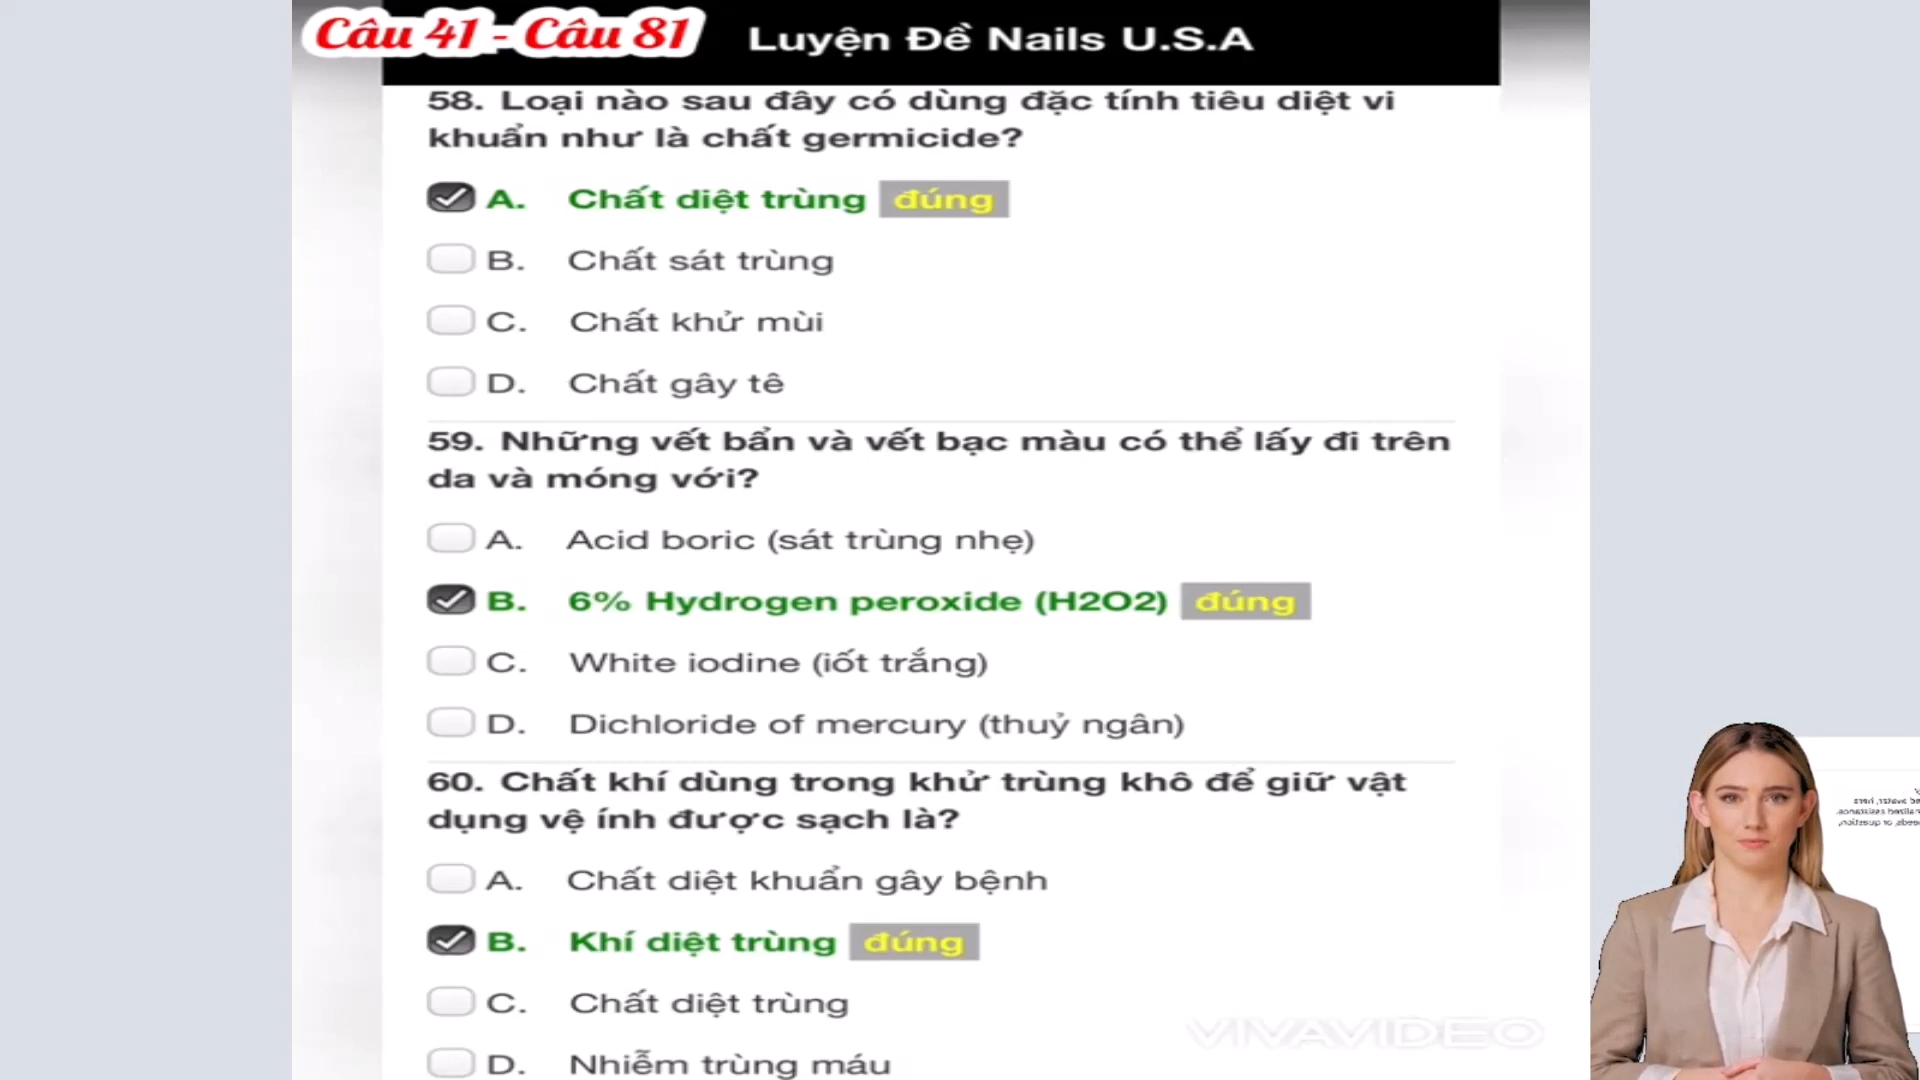 Câu 41 - Câu 81
Luyện Đề Nails U.S.A
58. Loại nào sau đây có dùng đặc tính tiêu diệt vi
khuẩn như là chất germicide?
A. Chất diệt trùng đúng
B. Chất sát trùng
C. Chất khử mùi
D. Chất gây tê
59. Những vết bẩn và vết bạc màu có thể lấy đi trên
da và móng với?
A. Acid boric (sát trùng nhẹ)
B. 6% Hydrogen peroxide (H2O2) đúng
C. White iodine (iốt trắng)
D. Dichloride of mercury (thuỷ ngân)
60. Chất khí dùng trong khử trùng khô để giữ vật
dụng vệ ính được sạch là?
A. Chất diệt khuẩn gây bệnh
B. Khí diệt trùng đúng
C. Chất diệt trùng
D. Nhiễm trùng máu
VIVAVIDEO